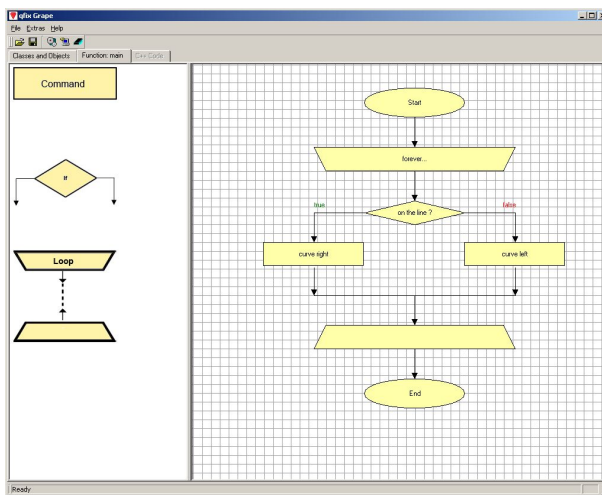 qfix Grape
File Extras Help
Classes and Objects Function: main C++ Code
Command
If
Loop
Start
forever...
true
on the line ?
false
curve right
curve left
End
Ready